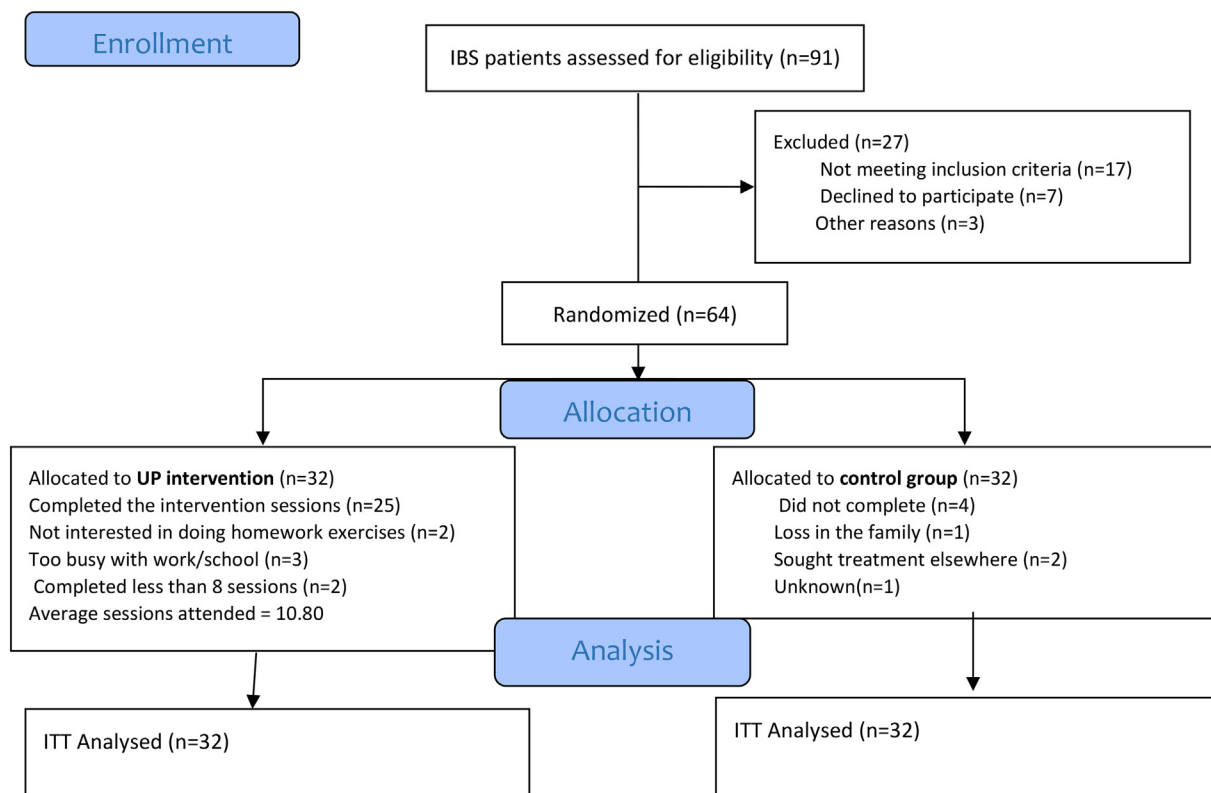 Enrollment
IBS patients assessed for eligibility (n=91)
Excluded (n=27)
Not meeting inclusion criteria (n=17)
Declined to participate (n=7)
Other reasons (n=3)
Randomized (n=64)
Allocation
Allocated to UP intervention (n=32)
Completed the intervention sessions (n=25)
Not interested in doing homework exercises (n=2)
Too busy with work/school (n=3)
Completed less than 8 sessions (n=2)
Average sessions attended = 10.80
Allocated to control group (n=32)
Did not complete (n=4)
Loss in the family (n=1)
Sought treatment elsewhere (n=2)
Unknown(n=1)
Analysis
ITT Analysed (n=32)
ITT Analysed (n=32)